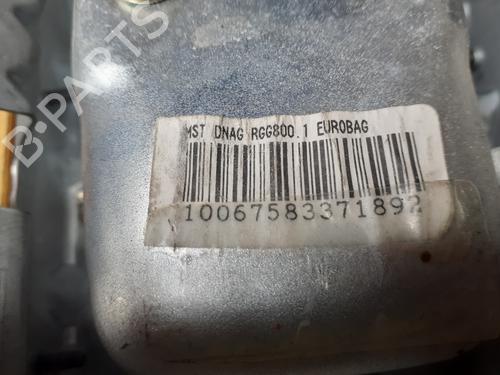 MST DNAG RGG800.1 EUROBAG
10067583371892
B-PARTS